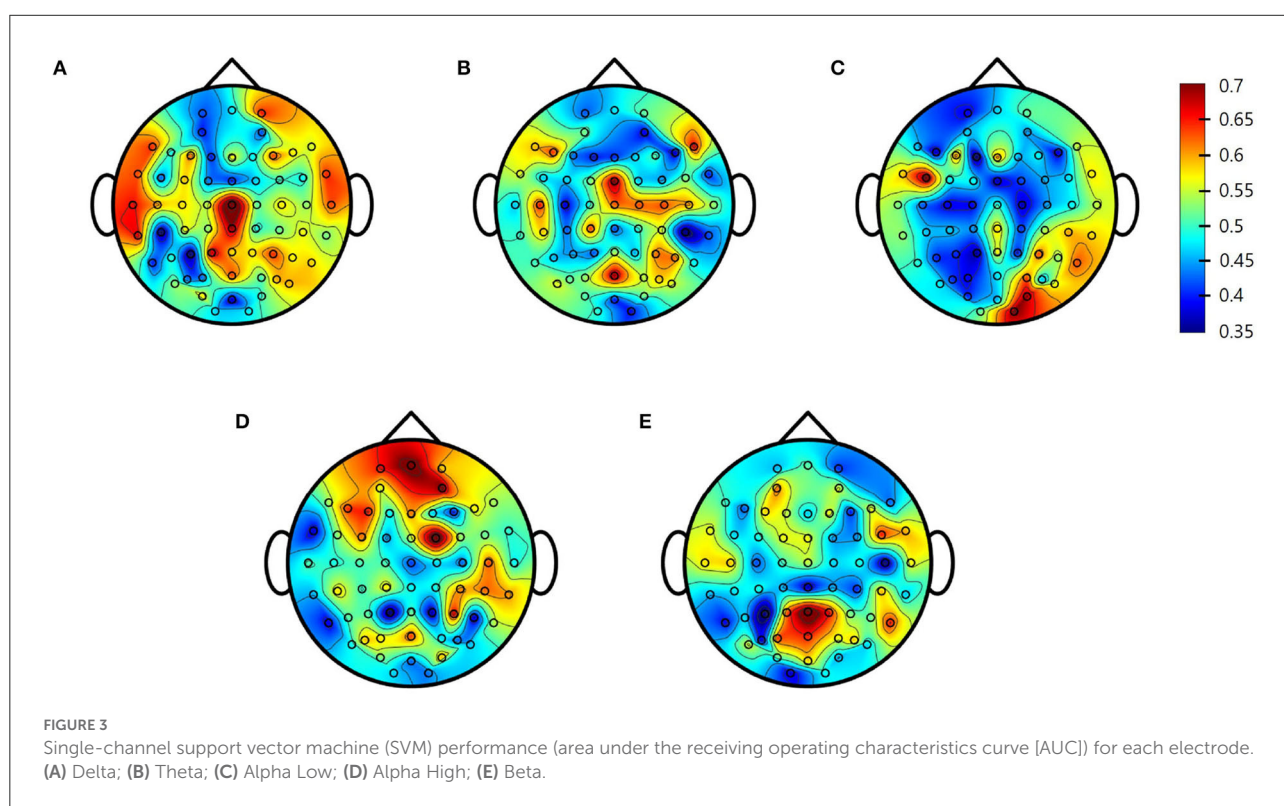 A
B
C
0.7
0.65
0.6
0.55
0.5
0.45
0.4
0.35
D
E
FIGURE 3
Single-channel support vector machine (SVM) performance (area under the receiving operating characteristics curve [AUC]) for each electrode.
(A) Delta; (B) Theta; (C) Alpha Low; (D) Alpha High; (E) Beta.